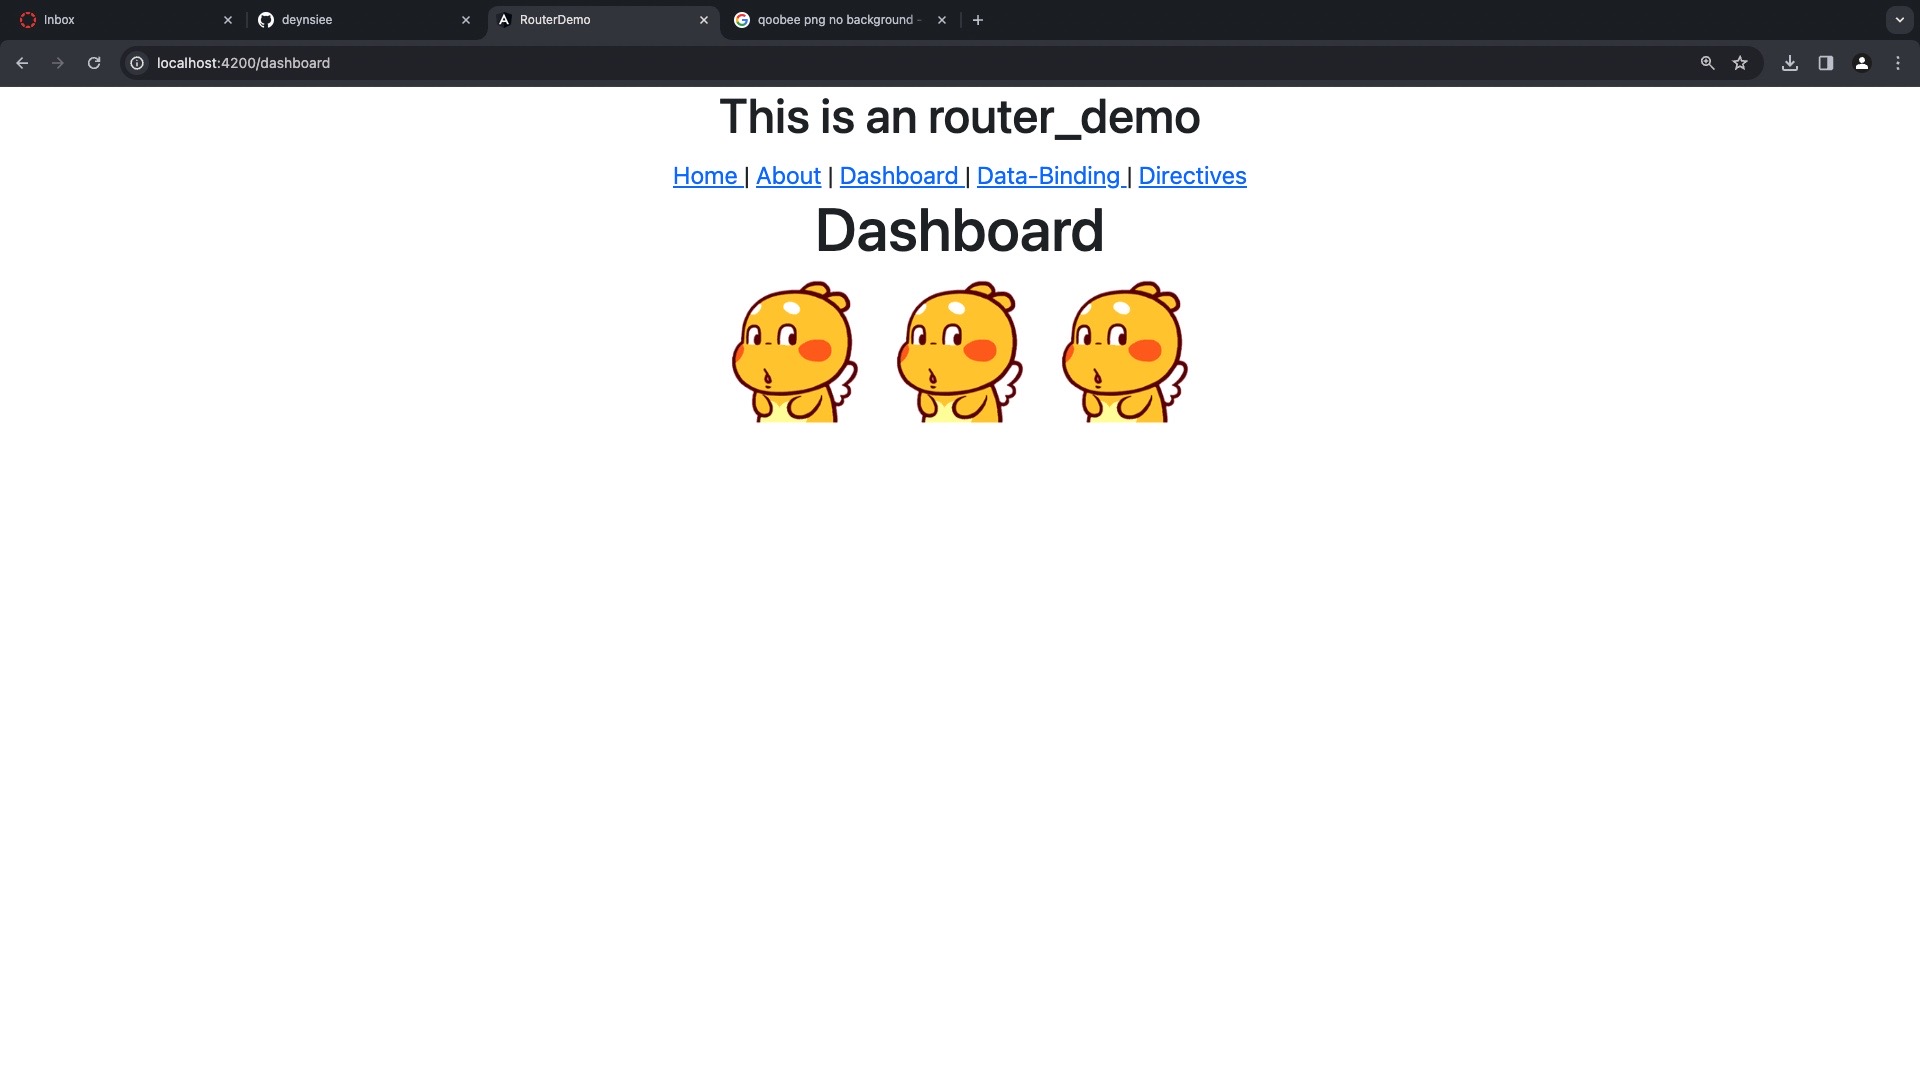 Inbox
deynsiee
RouterDemo
qoobee png no background -
localhost:4200/dashboard
This is an router_demo
Home | About | Dashboard | Data-Binding | Directives
Dashboard